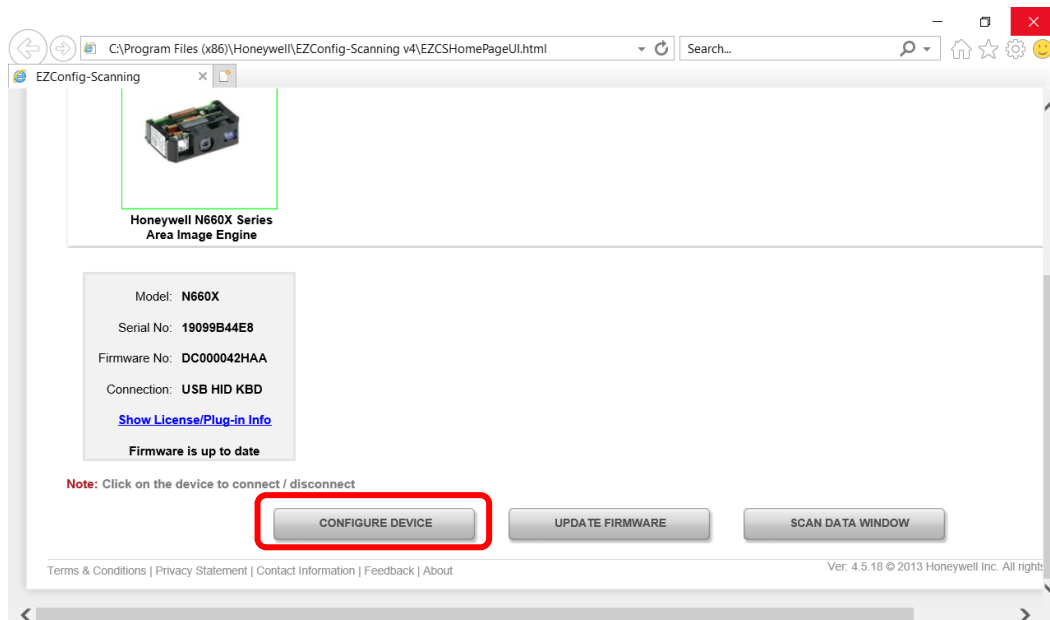 C:\Program Files (x86)\Honeywell\EZConfig-Scanning v4\EZCSHomePageUI.html
Search...
EZConfig-Scanning
Honeywell N660X Series
Area Image Engine
Model: N660X
Serial No: 19099B44E8
Firmware No: DC000042HAA
Connection: USB HID KBD
Show License/Plug-in Info
Firmware is up to date
Note: Click on the device to connect / disconnect
CONFIGURE DEVICE UPDATE FIRMWARE SCAN DATA WINDOW
Terms & Conditions | Privacy Statement | Contact Information | Feedback | About
Ver: 4.5.18 © 2013 Honeywell Inc. All rights